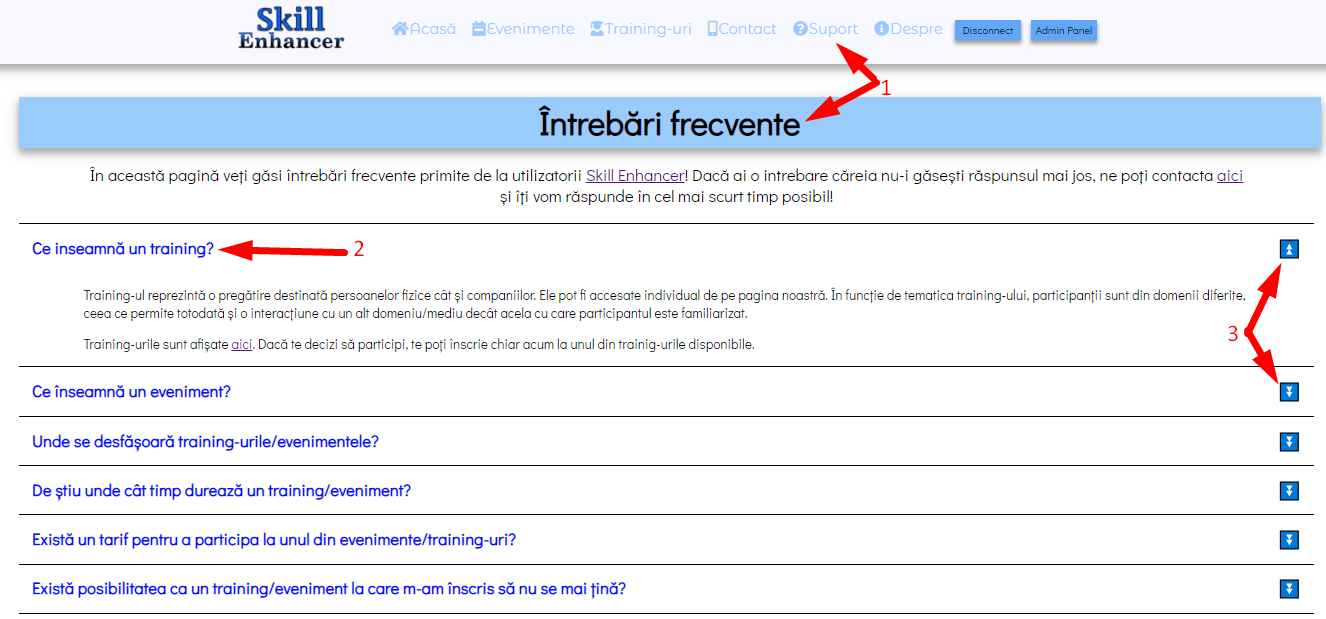 Skill
Enhancer
Acasă Evenimente Training-uri Contact Suport Despre Disconnect Admin Panel
1
Întrebări frecvente
În această pagină veți găsi întrebări frecvente primite de la utilizatorii Skill Enhancer! Dacă ai o intrebare căreia nu-i găsești răspunsul mai jos, ne poți contacta aici
și iți vom răspunde în cel mai scurt timp posibil!
Ce inseamnă un training? 2
Training-ul reprezintă o pregătire destinată persoanelor fizice cât și companiilor. Ele pot fi accesate individual de pe pagina noastră. În funcție de tematica training-ului, participanții sunt din domenii diferite,
ceea ce permite totodată și o interacțiune cu un alt domeniu/mediu decât acela cu care participantul este familiarizat.
3
Training-urile sunt afișate aici. Dacă te decizi să participi, te poți înscrie chiar acum la unul din trainig-urile disponibile.
Ce înseamnă un eveniment?
Unde se desfășoară training-urile/evenimentele?
De știu unde cât timp durează un training/eveniment?
Există un tarif pentru a participa la unul din evenimente/training-uri?
Există posibilitatea ca un training/eveniment la care m-am înscris să nu se mai țină?